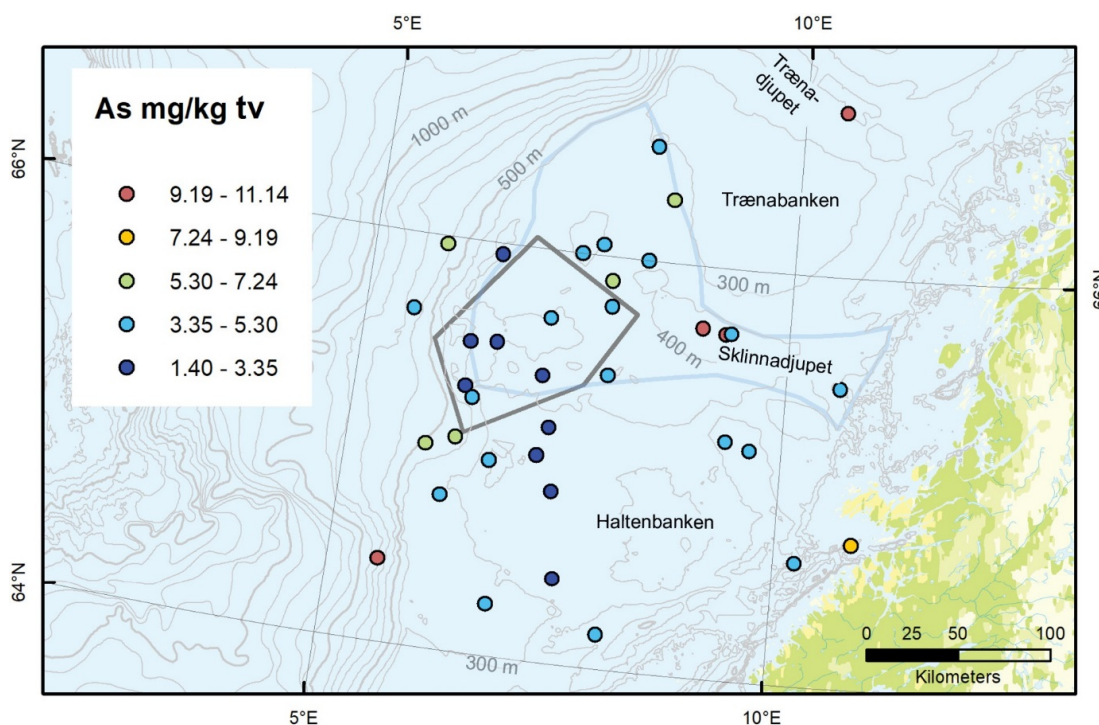 5°E
10°E
As mg/kg tv
9.19 - 11.14
7.24 - 9.19
5.30 - 7.24
3.35 - 5.30
1.40 - 3.35
66°N
64°N
1000 m
500 m
Træna-
djupet
Trænabanken
300 m
66°N
400 m
Sklinnadjupet
Haltenbanken
300 m
0 25 50 100
Kilometers
5°E
10°E